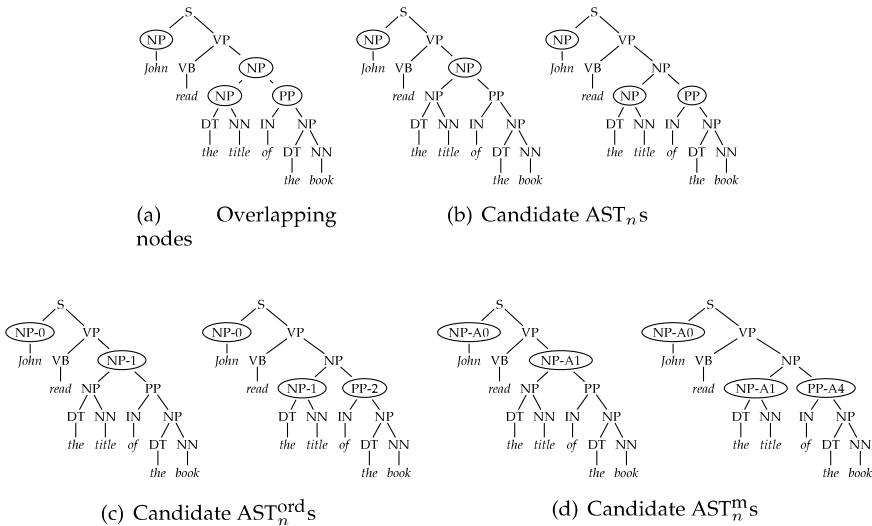 S S S
NP VP NP VP NP VP
John VB NP John VB NP John VB NP
read NP PP read NP PP read NP PP
DT NN IN NP DT NN IN NP DT NN IN NP
the title of DT NN the title of DT NN the title of DT NN
the book the book the book
(a) Overlapping
nodes
(b) Candidate ASTₙs
S S S S
NP-0 VP NP-0 VP NP-A0 VP NP-A0 VP
John VB NP-1 John VB NP John VB NP-A1 John VB NP
read NP PP read NP-1 PP-2 read NP PP read NP-A1 PP-A4
DT NN IN NP DT NN IN NP DT NN IN NP DT NN IN NP
the title of DT NN the title of DT NN the title of DT NN the title of DT NN
the book the book the book the book
(c) Candidate ASTₙᵒʳᵈs
(d) Candidate ASTₙᵐs